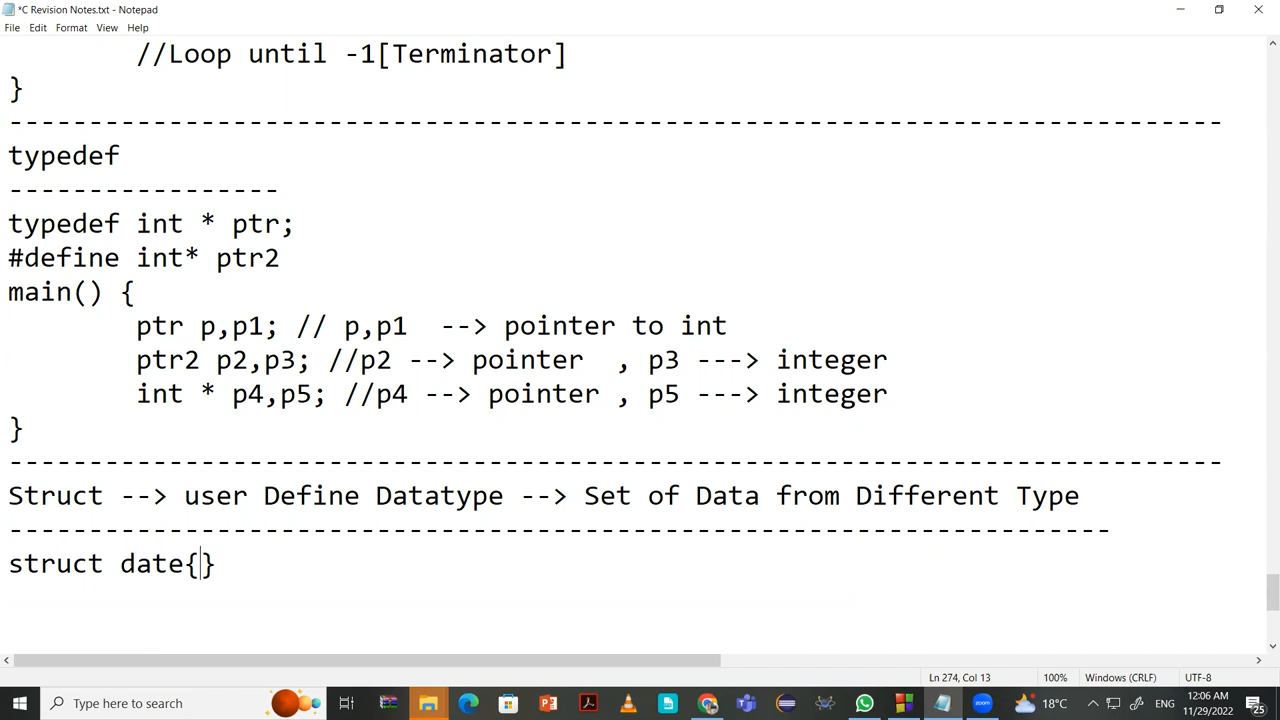 *C Revision Notes.txt - Notepad
File Edit Format View Help
//Loop until -1[Terminator]
}
----------------------------------------------------------------------------
typedef
-----------------
typedef int * ptr;
#define int* ptr2
main() {
ptr p,p1; // p,p1  --> pointer to int
ptr2 p2,p3; //p2 --> pointer  , p3 ---> integer
int * p4,p5; //p4 --> pointer , p5 ---> integer
}
----------------------------------------------------------------------------
Struct --> user Define Datatype --> Set of Data from Different Type
---------------------------------------------------------------------
struct date{}
Ln 274, Col 13 100% Windows (CRLF) UTF-8
Type here to search 18°C ENG 12:06 AM 11/29/2022 25
zoom